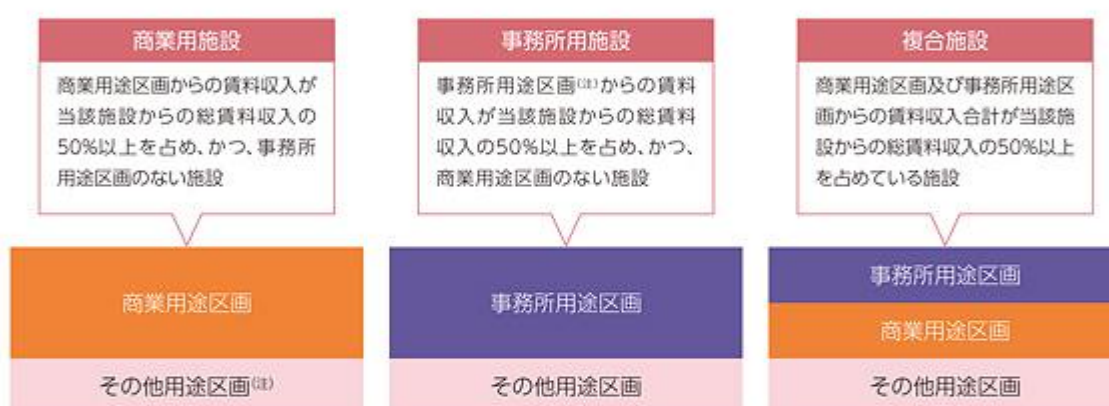 商業用施設
商業用途区画からの賃料収入が
当該施設からの総賃料収入の
50%以上を占め、かつ、事務所
用途区画のない施設
事務所用施設
事務所用途区画(注)からの賃料
収入が当該施設からの総賃料
収入の50%以上を占め、かつ、
商業用途区画のない施設
複合施設
商業用途区画及び事務所用途区
画からの賃料収入合計が当該施
設からの総賃料収入の50%以上
を占めている施設
商業用途区画
その他用途区画(注)
事務所用途区画
その他用途区画
事務所用途区画
商業用途区画
その他用途区画